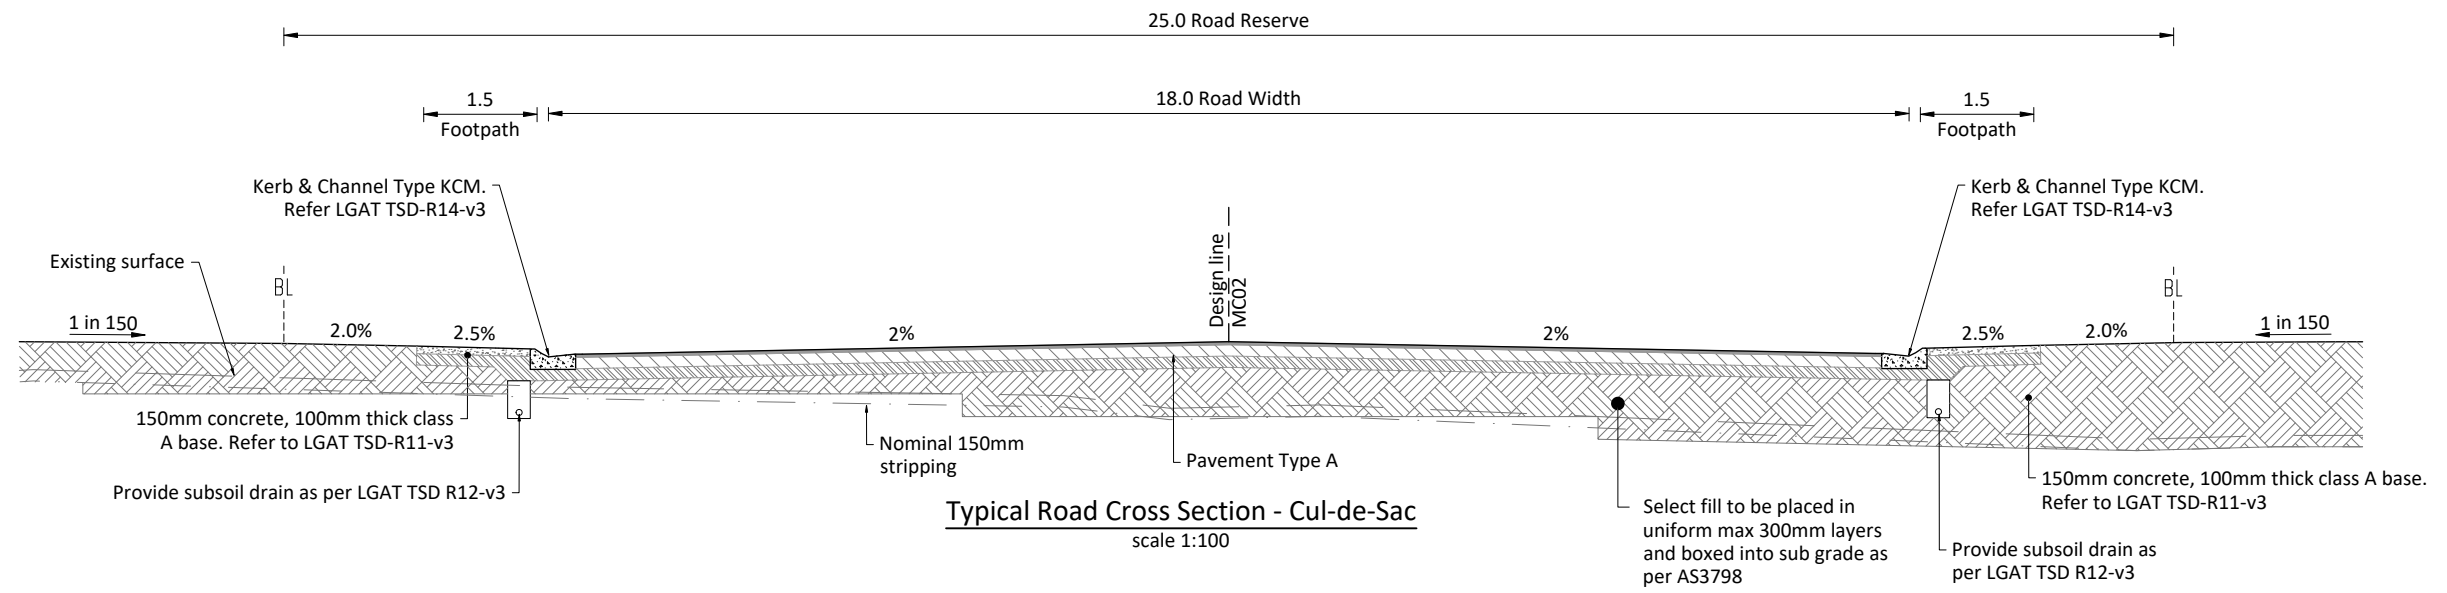 25.0 Road Reserve
1.5
Footpath
18.0 Road Width
1.5
Footpath
Kerb & Channel Type KCM.
Refer LGAT TSD-R14-v3
Kerb & Channel Type KCM.
Refer LGAT TSD-R14-v3
Existing surface
BL
Design line
MC02
BL
1 in 150
2.0%
2.5%
2%
2%
2.5%
2.0%
1 in 150
150mm concrete, 100mm thick class
A base. Refer to LGAT TSD-R11-v3
Provide subsoil drain as per LGAT TSD R12-v3
Nominal 150mm
stripping
Pavement Type A
Typical Road Cross Section - Cul-de-Sac
scale 1:100
Select fill to be placed in
uniform max 300mm layers
and boxed into sub grade as
per AS3798
150mm concrete, 100mm thick class A base.
Refer to LGAT TSD-R11-v3
Provide subsoil drain as
per LGAT TSD R12-v3